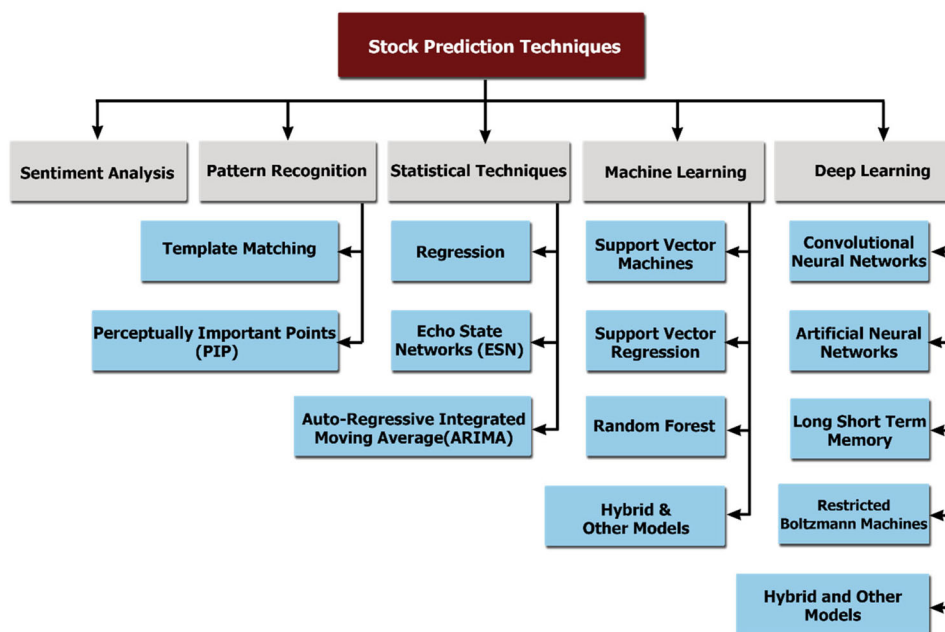 Stock Prediction Techniques
Sentiment Analysis
Pattern Recognition
Statistical Techniques
Machine Learning
Deep Learning
Template Matching
Perceptually Important Points
(PIP)
Regression
Echo State
Networks (ESN)
Auto-Regressive Integrated
Moving Average(ARIMA)
Support Vector
Machines
Support Vector
Regression
Random Forest
Hybrid &
Other Models
Convolutional
Neural Networks
Artificial Neural
Networks
Long Short Term
Memory
Restricted
Boltzmann Machines
Hybrid and Other
Models